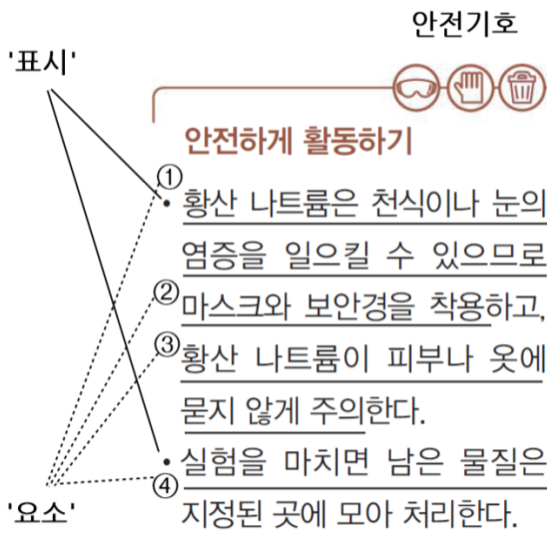 안전기호
'표시'
안전하게 활동하기
①
• 황산 나트륨은 천식이나 눈의
염증을 일으킬 수 있으므로
② 마스크와 보안경을 착용하고,
③ 황산 나트륨이 피부나 옷에
묻지 않게 주의한다.
• 실험을 마치면 남은 물질은
④
'요소' 지정된 곳에 모아 처리한다.